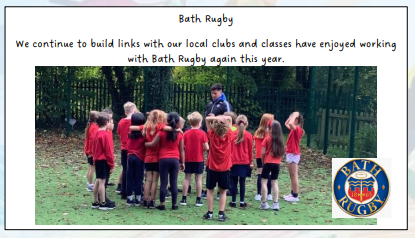 Bath Rugby
We continue to build links with our local clubs and classes have enjoyed working
with Bath Rugby again this year.
BATH
RUGBY